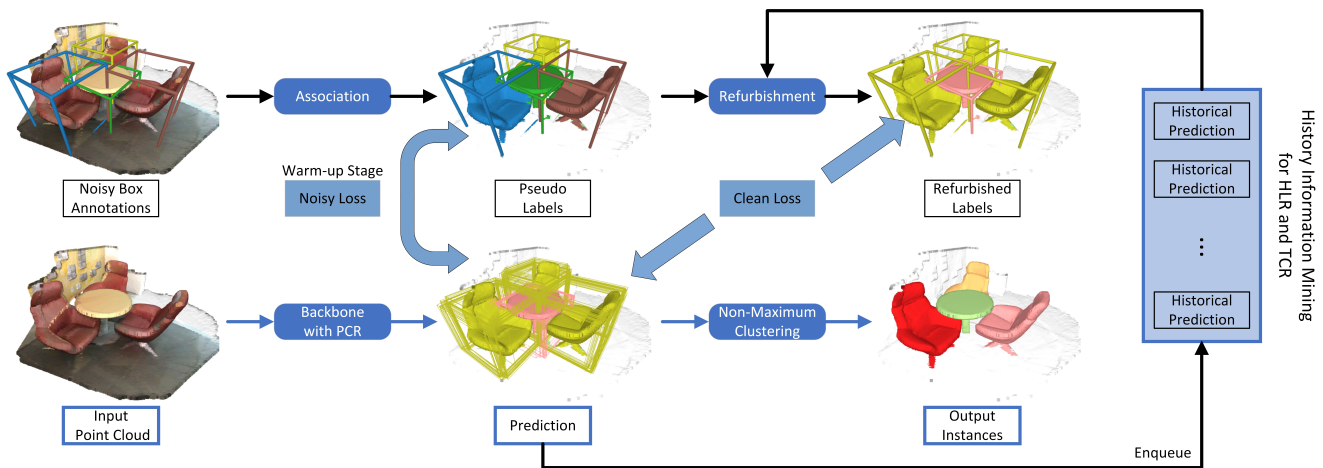 Association
Refurbishment
Noisy Box
Annotations
Warm-up Stage
Noisy Loss
Pseudo
Labels
Clean Loss
Refurbished
Labels
Historical
Prediction
Historical
Prediction
...
Historical
Prediction
History Information Mining
for HLR and TCR
Backbone
with PCR
Non-Maximum
Clustering
Input
Point Cloud
Prediction
Output
Instances
Enqueue